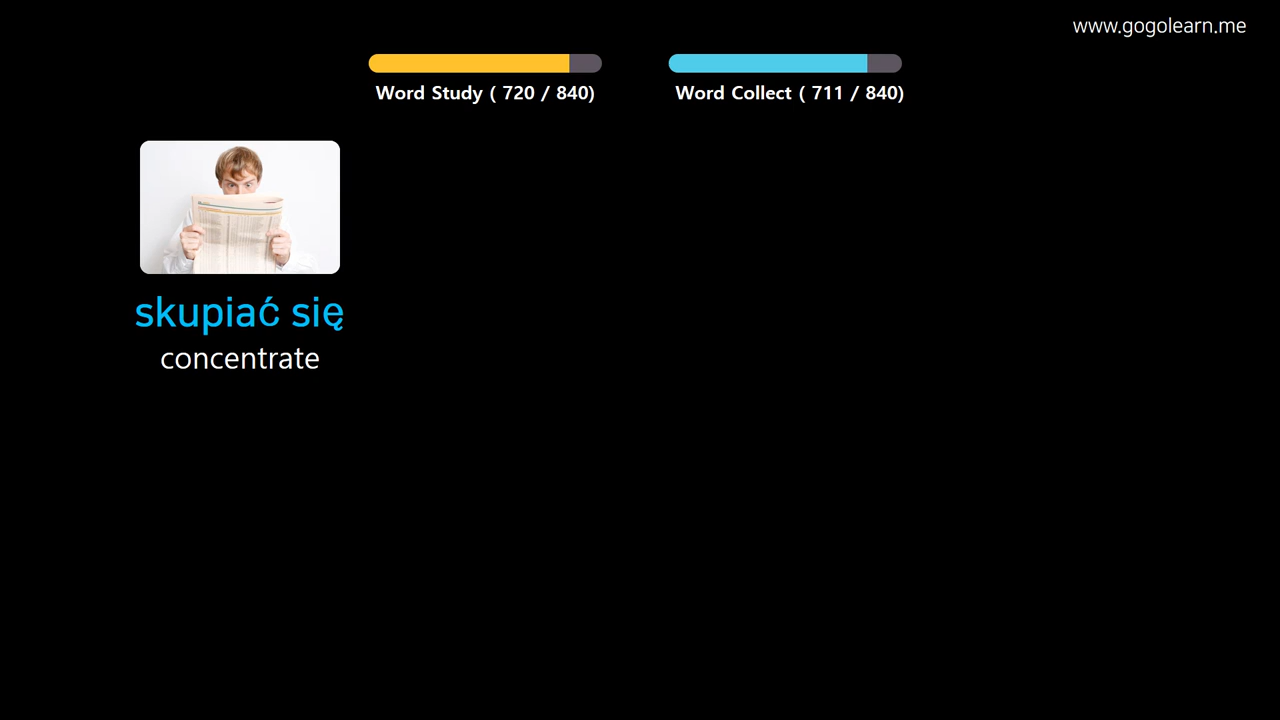 www.gogolearn.me
Word Study ( 720 / 840)
Word Collect ( 711 / 840)
skupiać się
concentrate